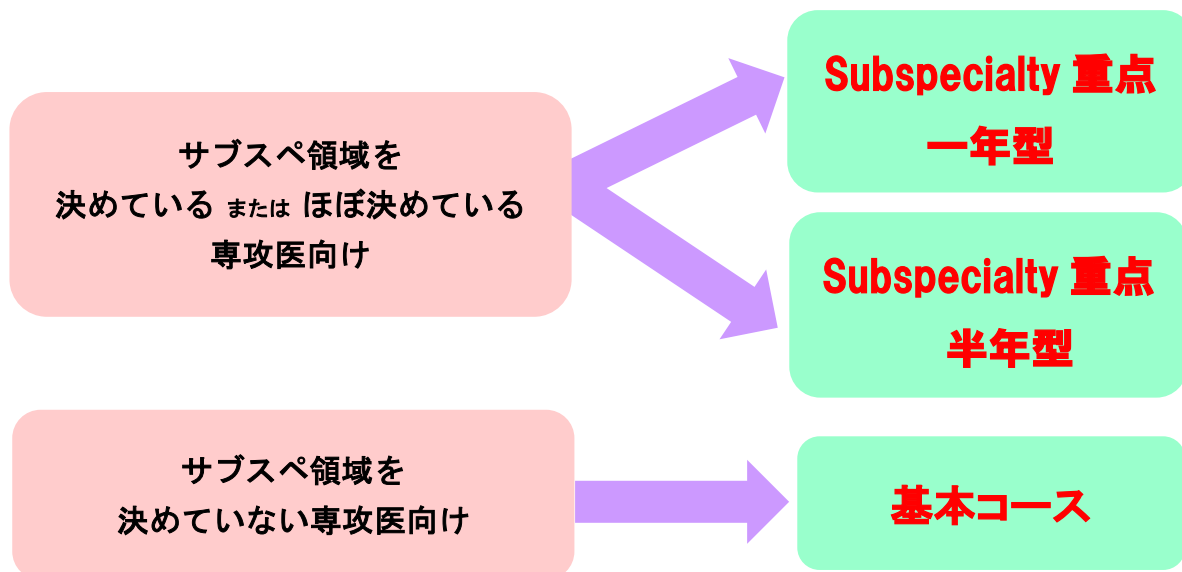 サブスペ領域を
決めている または ほぼ決めている
専攻医向け
Subspecialty 重点
一年型
Subspecialty 重点
半年型
サブスペ領域を
決めていない専攻医向け
基本コース